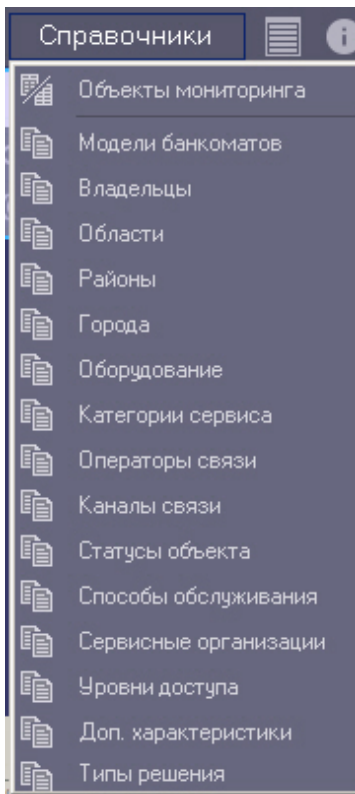 Справочники
Объекты мониторинга
Модели банкоматов
Владельцы
Области
Районы
Города
Оборудование
Категории сервиса
Операторы связи
Каналы связи
Статусы объекта
Способы обслуживания
Сервисные организации
Уровни доступа
Доп. характеристики
Типы решения